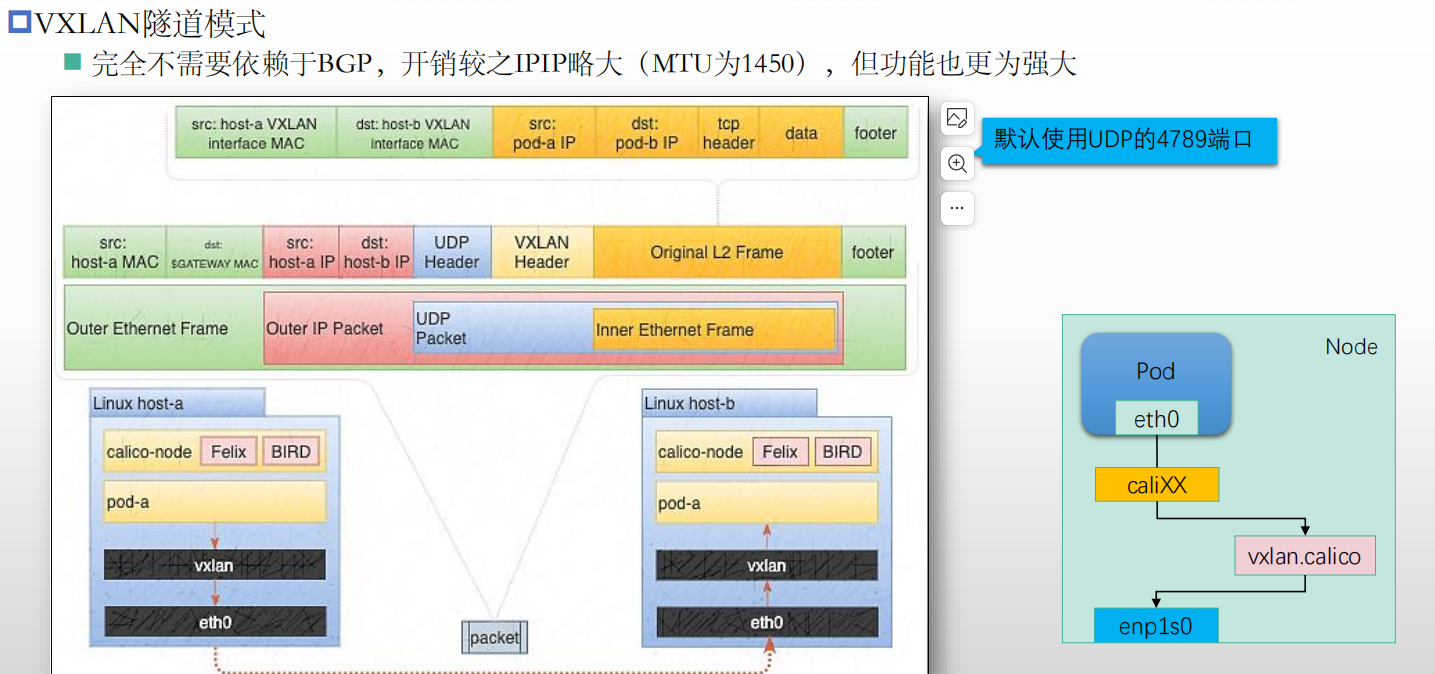 VXLAN隧道模式
完全不需要依赖于BGP，开销较之IPIP略大（MTU为1450），但功能也更为强大
src: host-a VXLAN
interface MAC
dst: host-b VXLAN
interface MAC
src:
pod-a IP
dst:
pod-b IP
tcp
header
data
footer
默认使用UDP的4789端口
src:
host-a MAC
dst:
$GATEWAY MAC
src:
host-a IP
dst:
host-b IP
UDP
Header
VXLAN
Header
Original L2 Frame
footer
Outer Ethernet Frame
Outer IP Packet
UDP
Packet
Inner Ethernet Frame
Linux host-a
calico-node
Felix
BIRD
pod-a
vxlan
eth0
packet
Linux host-b
calico-node
Felix
BIRD
pod-a
vxlan
eth0
Node
Pod
eth0
caliXX
vxlan.calico
enp1s0